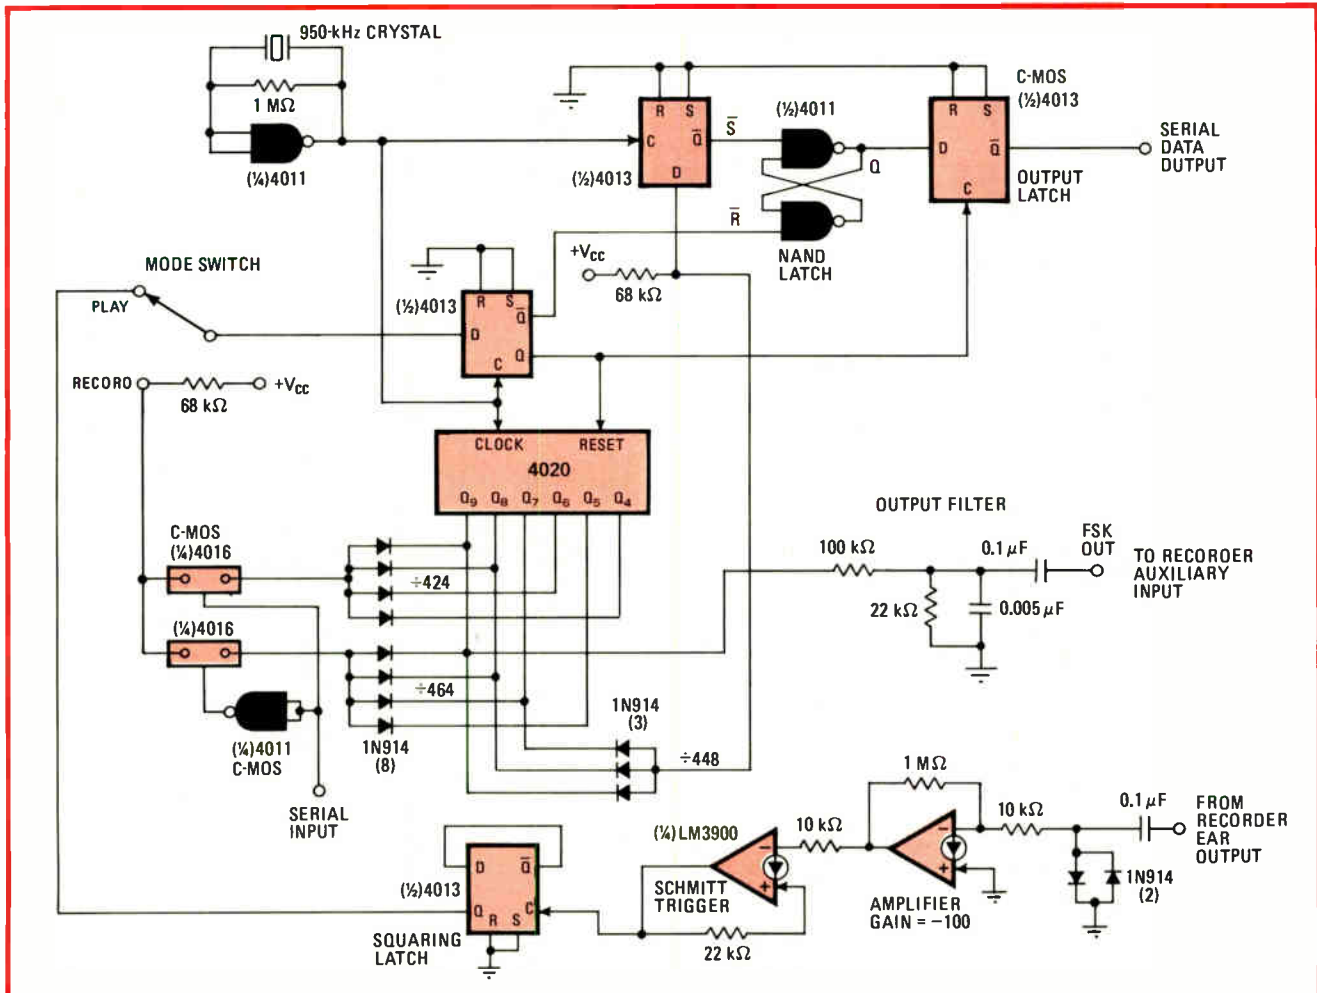 950-kHz CRYSTAL
1 MΩ
(¼)4011
C
R
S
Q̅
D
(½)4013
S̅
(½)4011
Q
R̅
NAND
LATCH
C-MOS
(½)4013
R
S
D
Q̅
C
OUTPUT
LATCH
SERIAL
DATA
DUTPUT
MODE SWITCH
PLAY
RECORO
68 kΩ
+Vcc
(½)4013
R
S
Q̅
D
Q
C
+Vcc
68 kΩ
CLOCK
RESET
4020
Q9 Q8 Q7 Q6 Q5 Q4
C-MOS
(¼)4016
÷424
(¼)4016
÷464
(¼)4011
C-MOS
1N914
(8)
SERIAL
INPUT
1N914
(3)
÷448
OUTPUT FILTER
100 kΩ
22 kΩ
0.1 µF
0.005 µF
FSK
OUT
TO RECOROER
AUXILIARY
INPUT
D
Q̅
(½)4013
Q
R
S
C
SQUARING
LATCH
(¼) LM3900
SCHMITT
TRIGGER
−
+
22 kΩ
10 kΩ
1 MΩ
−
+
AMPLIFIER
GAIN = −100
10 kΩ
0.1 µF
1N914
(2)
FROM
RECORDER
EAR
OUTPUT